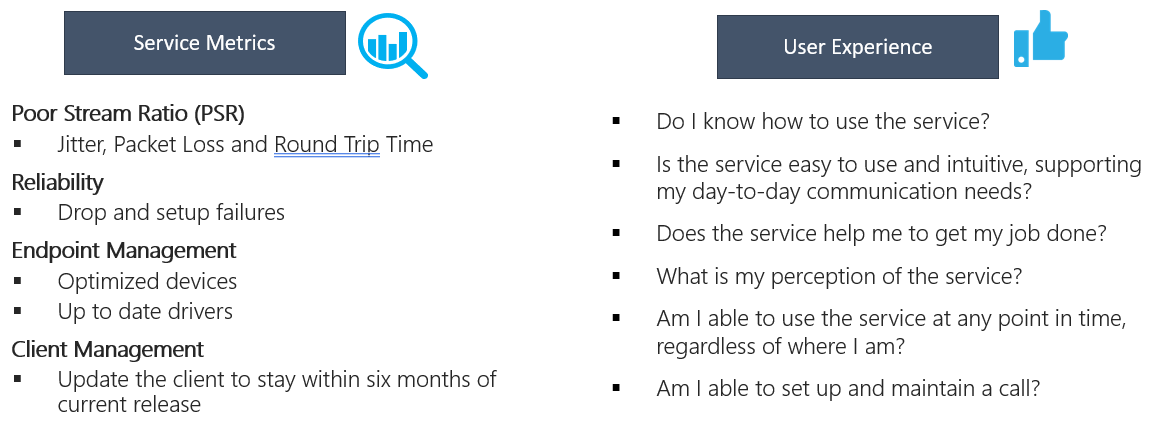 Service Metrics
Poor Stream Ratio (PSR)
▪ Jitter, Packet Loss and Round Trip Time
Reliability
▪ Drop and setup failures
Endpoint Management
▪ Optimized devices
▪ Up to date drivers
Client Management
▪ Update the client to stay within six months of
current release
User Experience
▪ Do I know how to use the service?
▪ Is the service easy to use and intuitive, supporting
my day-to-day communication needs?
▪ Does the service help me to get my job done?
▪ What is my perception of the service?
▪ Am I able to use the service at any point in time,
regardless of where I am?
▪ Am I able to set up and maintain a call?